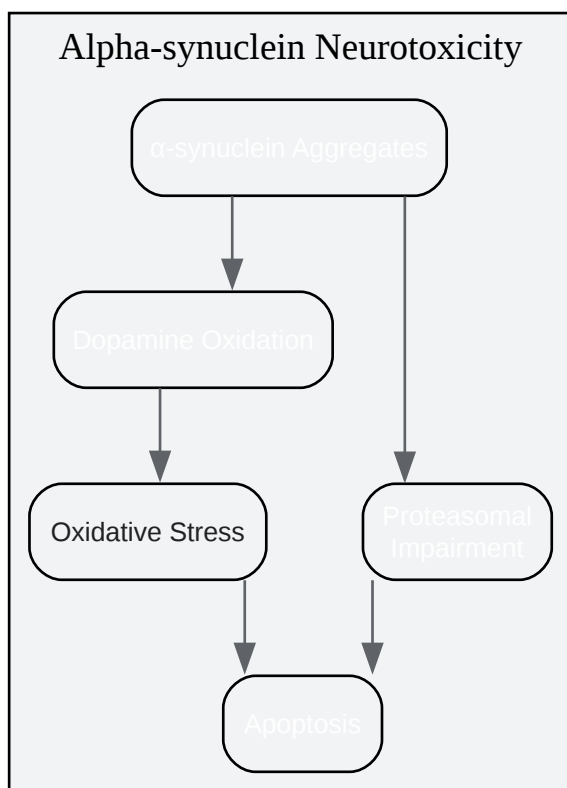 Alpha-synuclein Neurotoxicity
α-synuclein Aggregates
Dopamine Oxidation
Oxidative Stress
Proteasomal
Impairment
Apoptosis